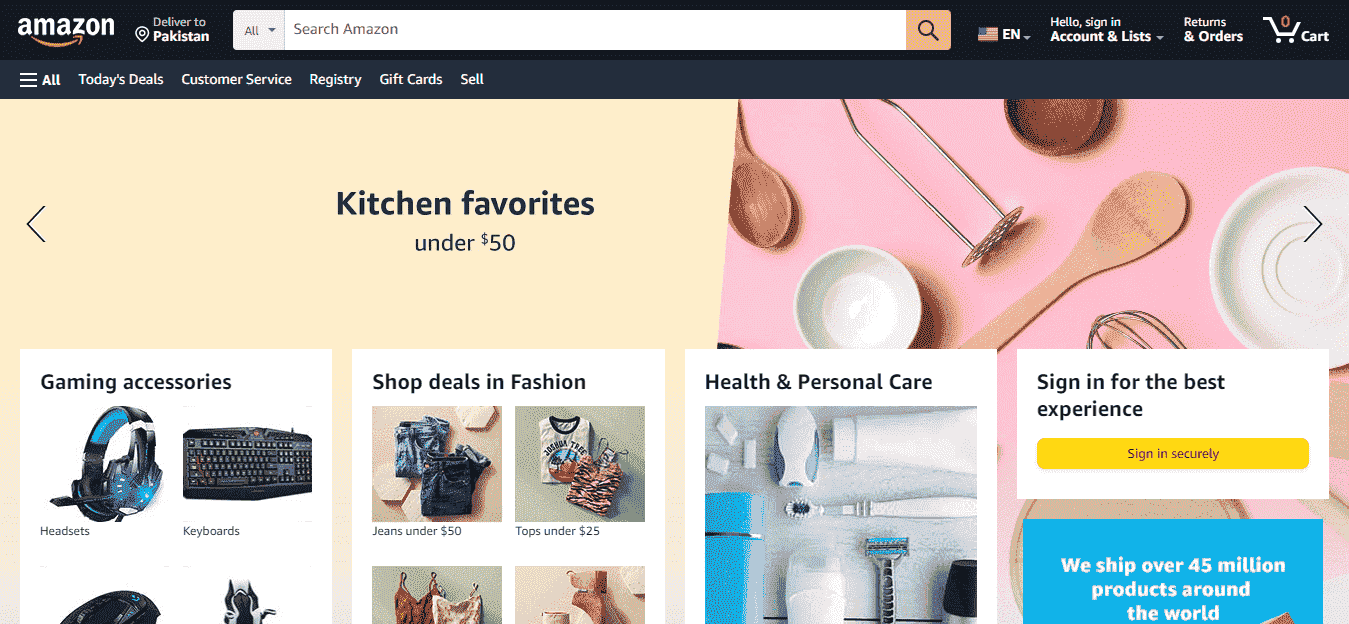 amazon
Deliver to
Pakistan
All
Search Amazon
EN
Hello, sign in
Account & Lists
Returns
& Orders
0
Cart
All
Today's Deals
Customer Service
Registry
Gift Cards
Sell
Kitchen favorites
under $50
Gaming accessories
Headsets
Keyboards
Shop deals in Fashion
JOSHUA TREE
Jeans under $50
Tops under $25
Health & Personal Care
Sign in for the best
experience
Sign in securely
We ship over 45 million
products around
the world